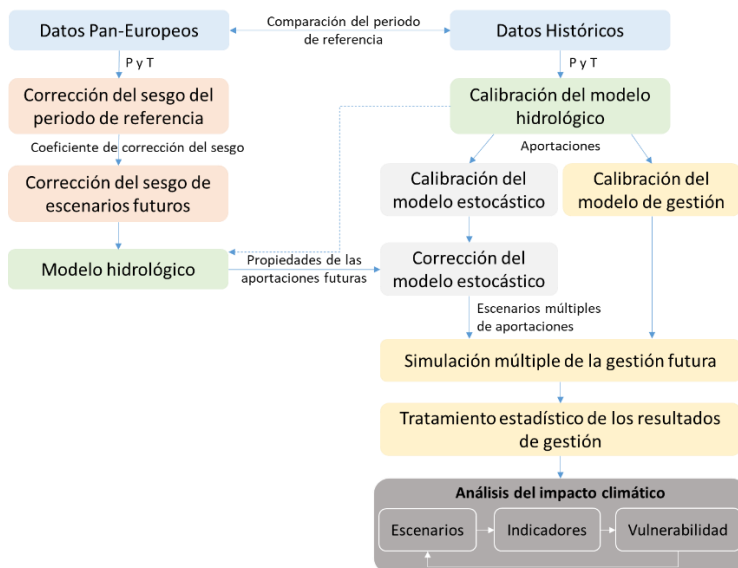 Datos Pan-Europeos
Comparación del periodo
de referencia
Datos Históricos
P y T
P y T
Corrección del sesgo del
periodo de referencia
Calibración del modelo
hidrológico
Coeficiente de corrección del sesgo
Aportaciones
Corrección del sesgo de
escenarios futuros
Calibración del
modelo estocástico
Calibración del
modelo de gestión
Modelo hidrológico
Propiedades de las
aportaciones futuras
Corrección del
modelo estocástico
Escenarios múltiples
de aportaciones
Simulación múltiple de la gestión futura
Tratamiento estadístico de los resultados
de gestión
Análisis del impacto climático
Escenarios
Indicadores
Vulnerabilidad